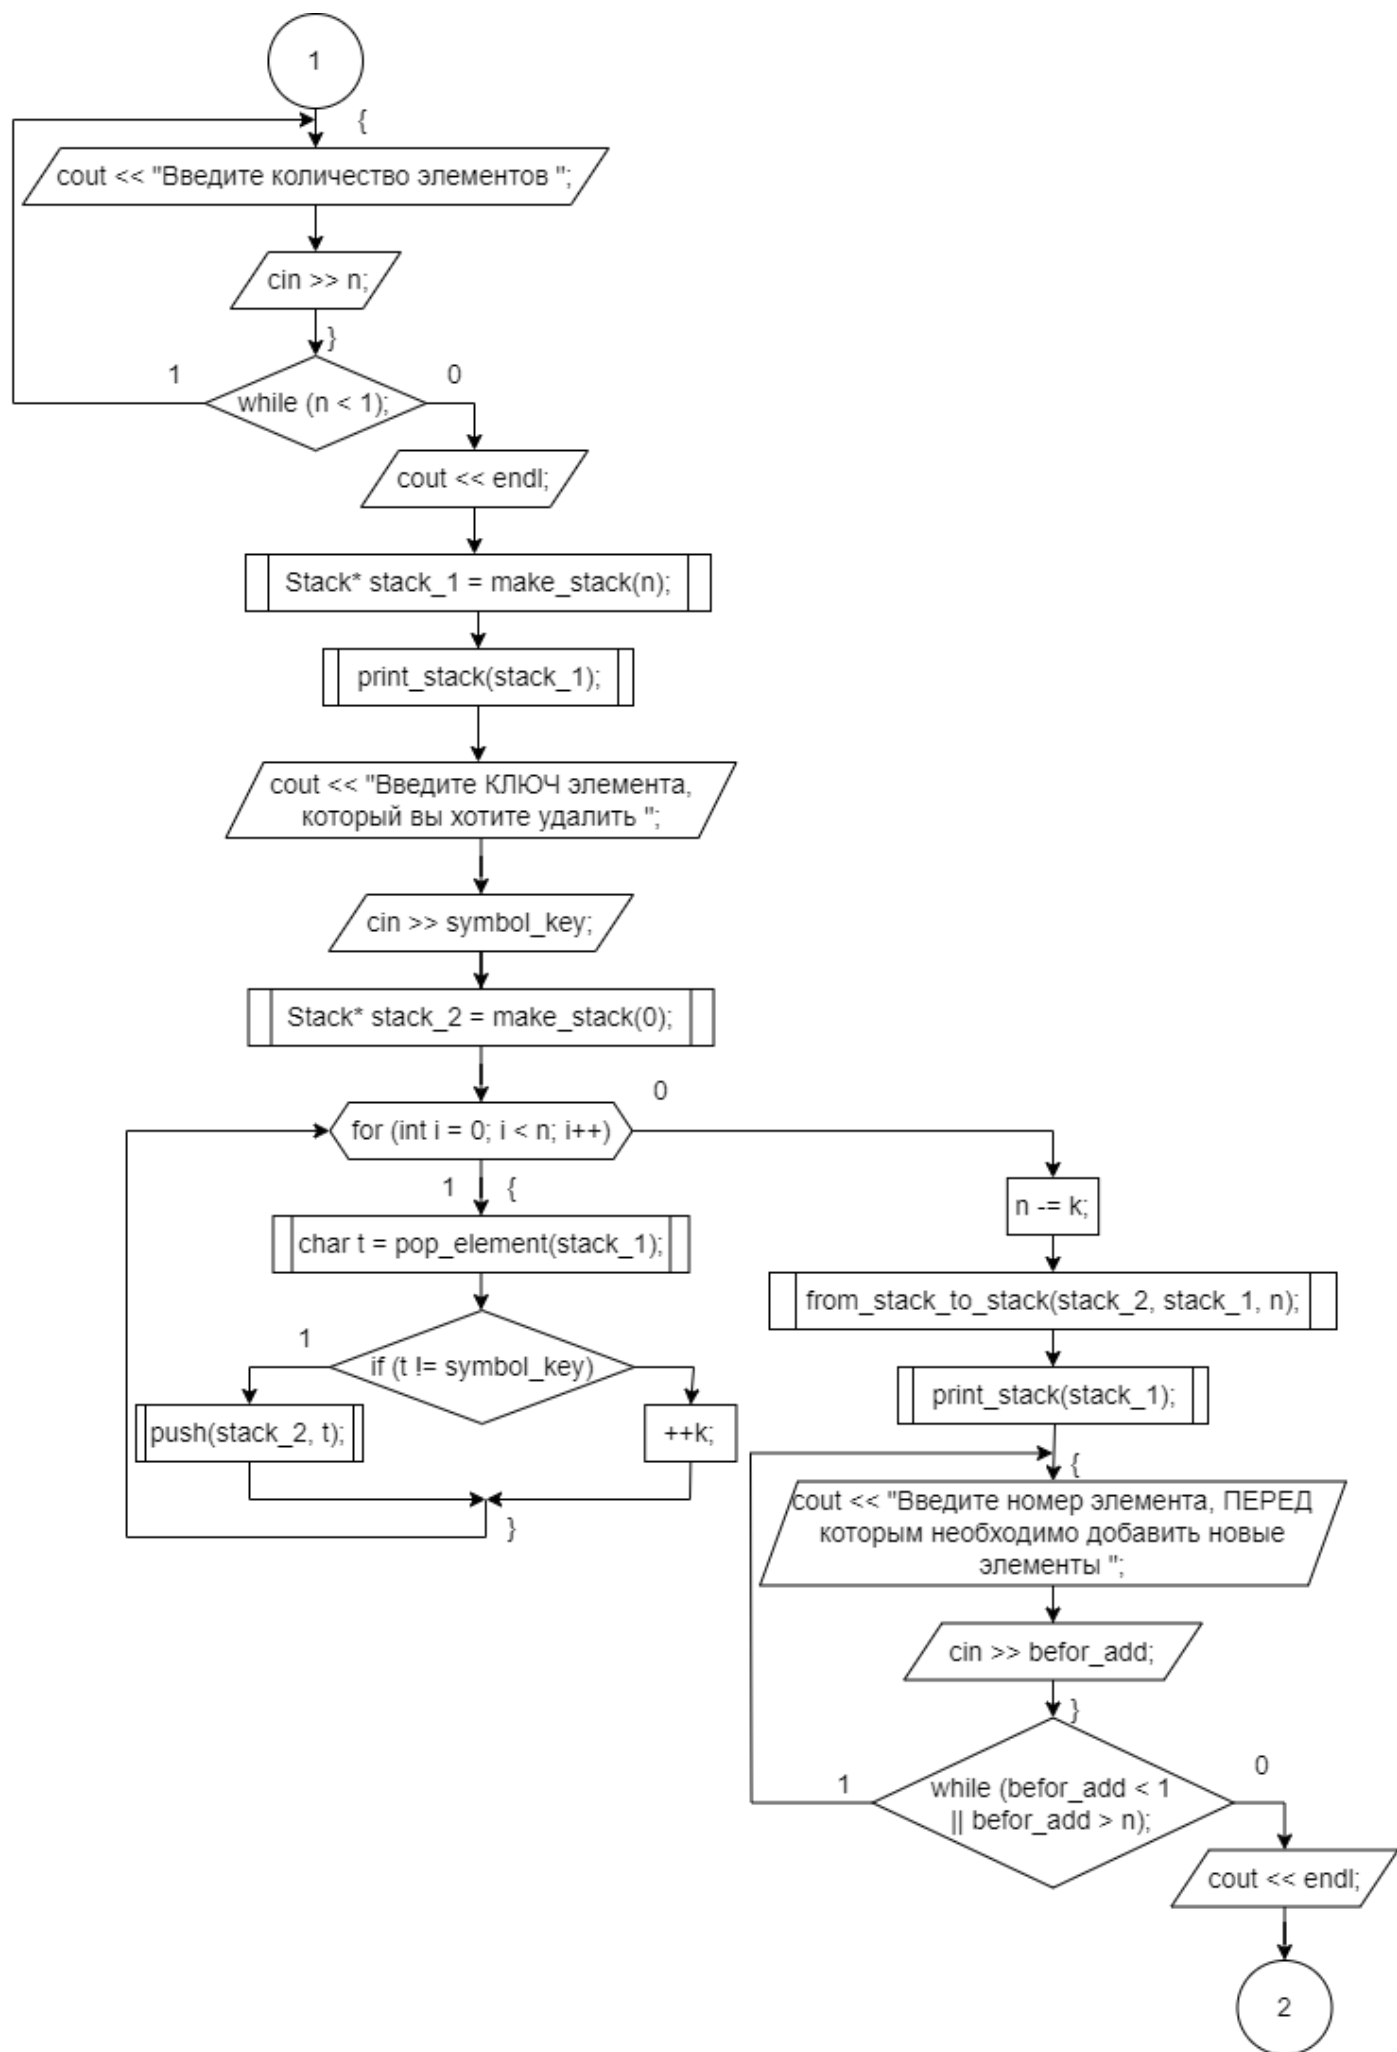 1
{
cout << "Введите количество элементов ";
cin >> n;
}
1
0
while (n < 1);
cout << endl;
Stack* stack_1 = make_stack(n);
print_stack(stack_1);
cout << "Введите КЛЮЧ элемента,
который вы хотите удалить ";
cin >> symbol_key;
Stack* stack_2 = make_stack(0);
0
for (int i = 0; i < n; i++)
1
{
char t = pop_element(stack_1);
1
if (t != symbol_key)
push(stack_2, t);
++k;
}
n -= k;
from_stack_to_stack(stack_2, stack_1, n);
print_stack(stack_1);
{
cout << "Введите номер элемента, ПЕРЕД
которым необходимо добавить новые
элементы ";
cin >> befor_add;
}
1
0
while (befor_add < 1
|| befor_add > n);
cout << endl;
2